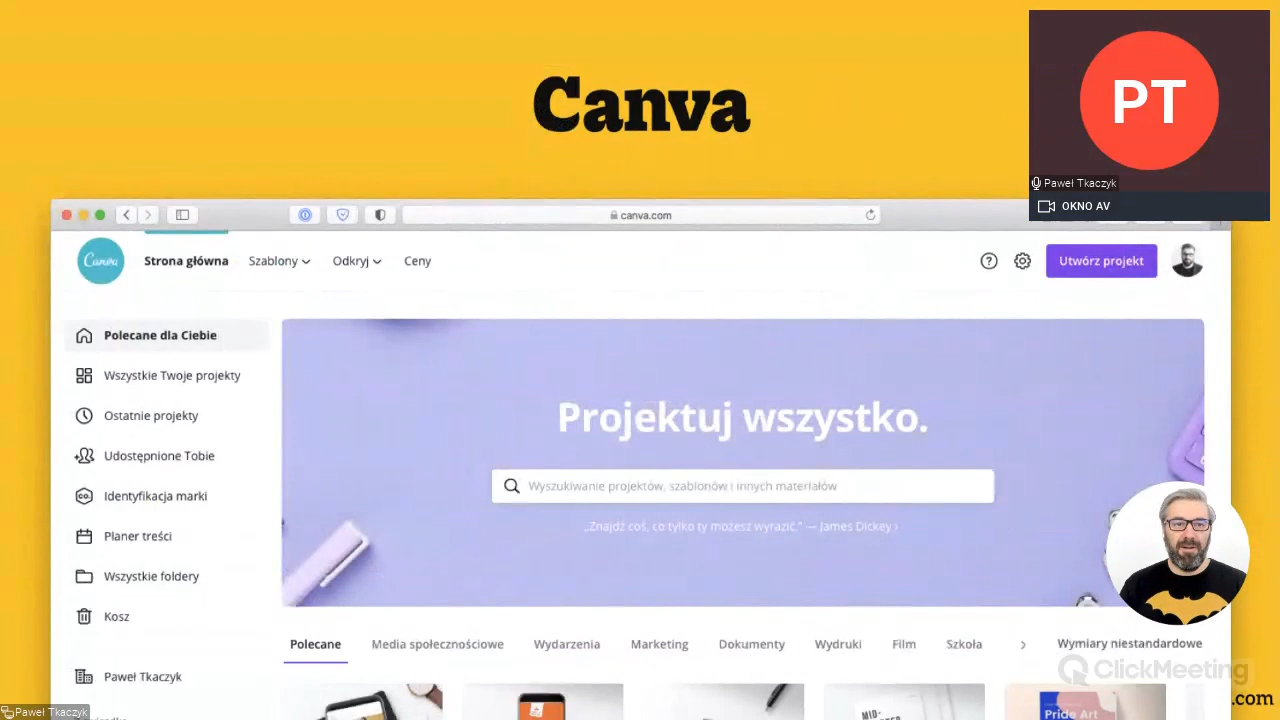 Canva
PT
Paweł Tkaczyk
OKNO AV
canva.com
Canva
Strona główna
Szablony
Odkryj
Ceny
Utwórz projekt
Polecane dla Ciebie
Wszystkie Twoje projekty
Ostatnie projekty
Udostępnione Tobie
Identyfikacja marki
Planer treści
Wszystkie foldery
Kosz
Paweł Tkaczyk
Projektuj wszystko.
Wyszukiwanie projektów, szablonów i innych materiałów
„Znajdź coś, co tylko ty możesz wyrazić.” — James Dickey ›
Polecane
Media społecznościowe
Wydarzenia
Marketing
Dokumenty
Wydruki
Film
Szkoła
Wymiary niestandardowe
MID-
Pride Art
ClickMeeting
.com
Paweł Tkaczyk